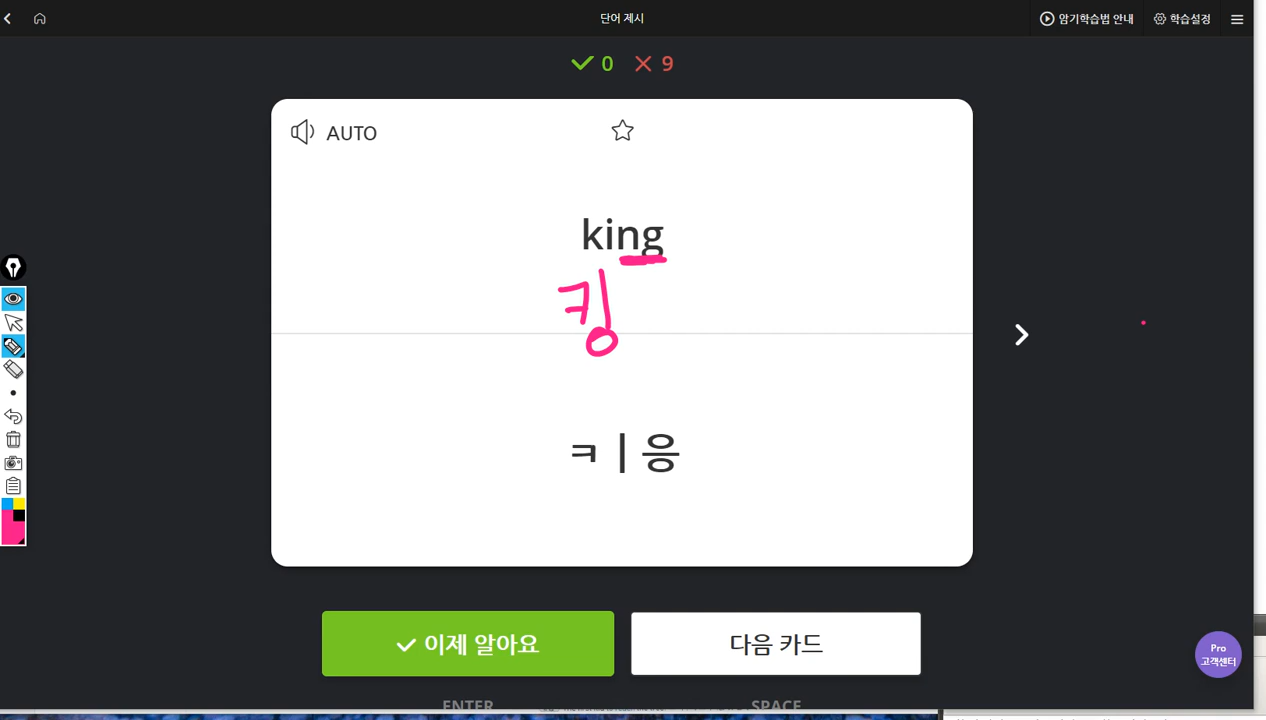 단어 제시
암기학습법 안내
학습설정
0
9
AUTO
king
킹
ㅋㅣ응
이제 알아요
다음 카드
Pro
고객센터
ENTER
SPACE